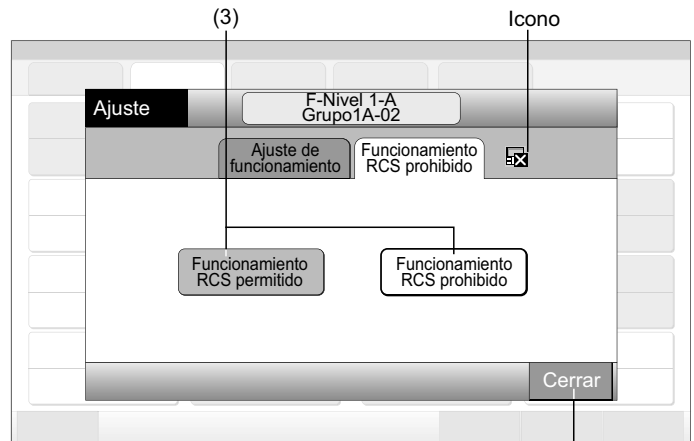 (3)
Icono
Ajuste
F-Nivel 1-A
Grupo1A-02
Ajuste de
funcionamiento
Funcionamiento
RCS prohibido
Funcionamiento
RCS permitido
Funcionamiento
RCS prohibido
Cerrar